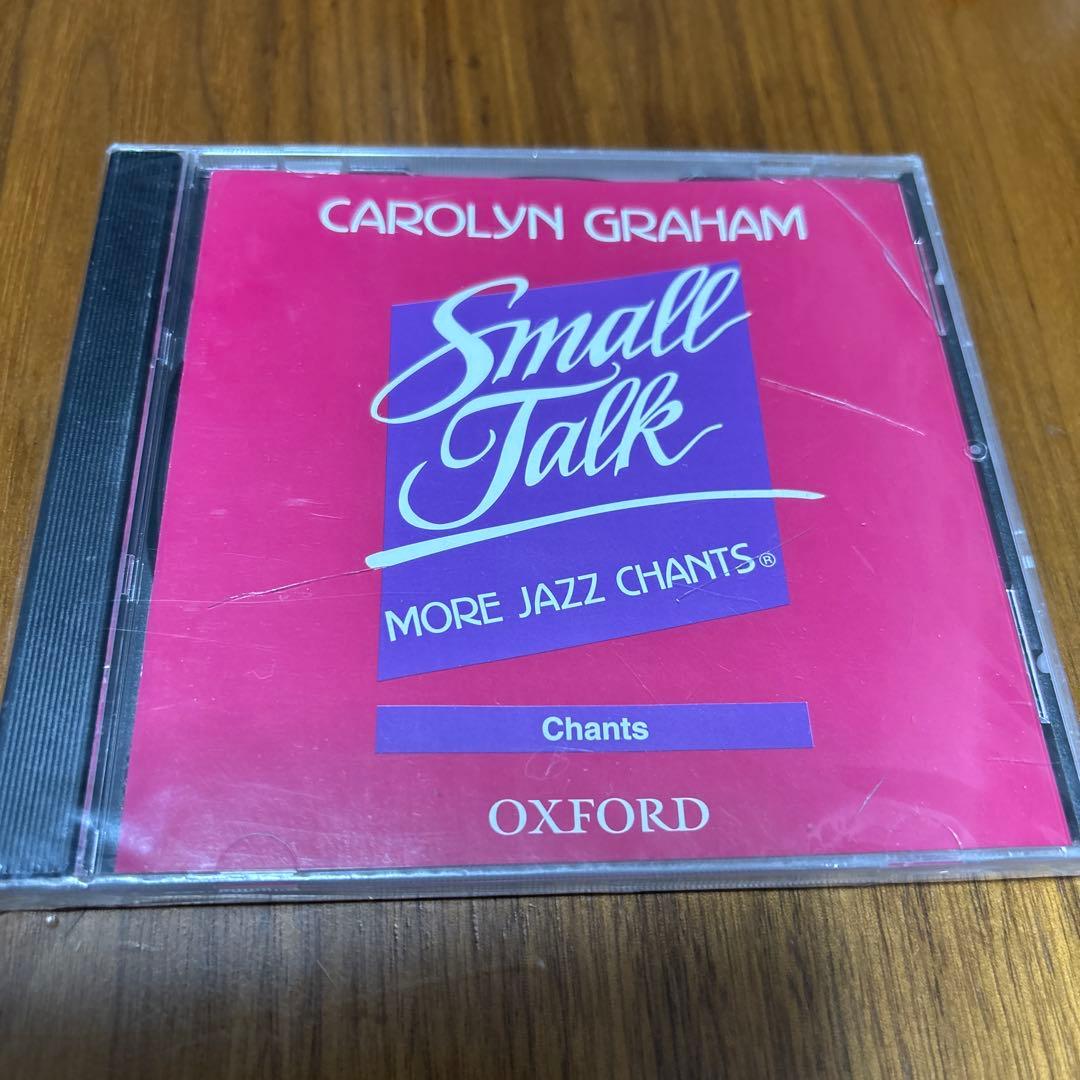 CAROLYN GRAHAM
Small
Talk
MORE JAZZ CHANTS®
Chants
OXFORD